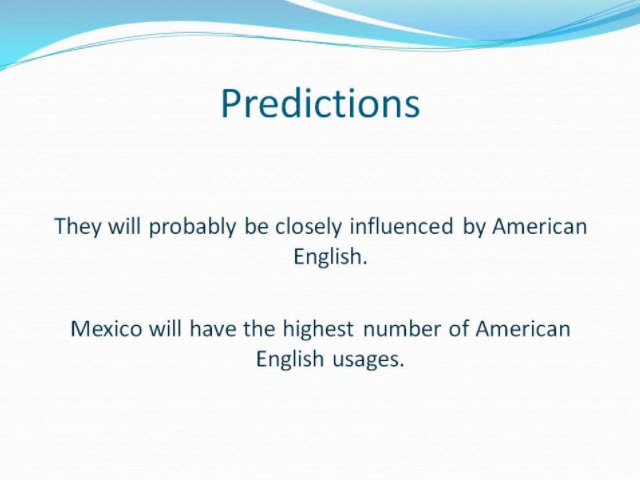 Predictions
They will probably be closely influenced by American
English.
Mexico will have the highest number of American
English usages.